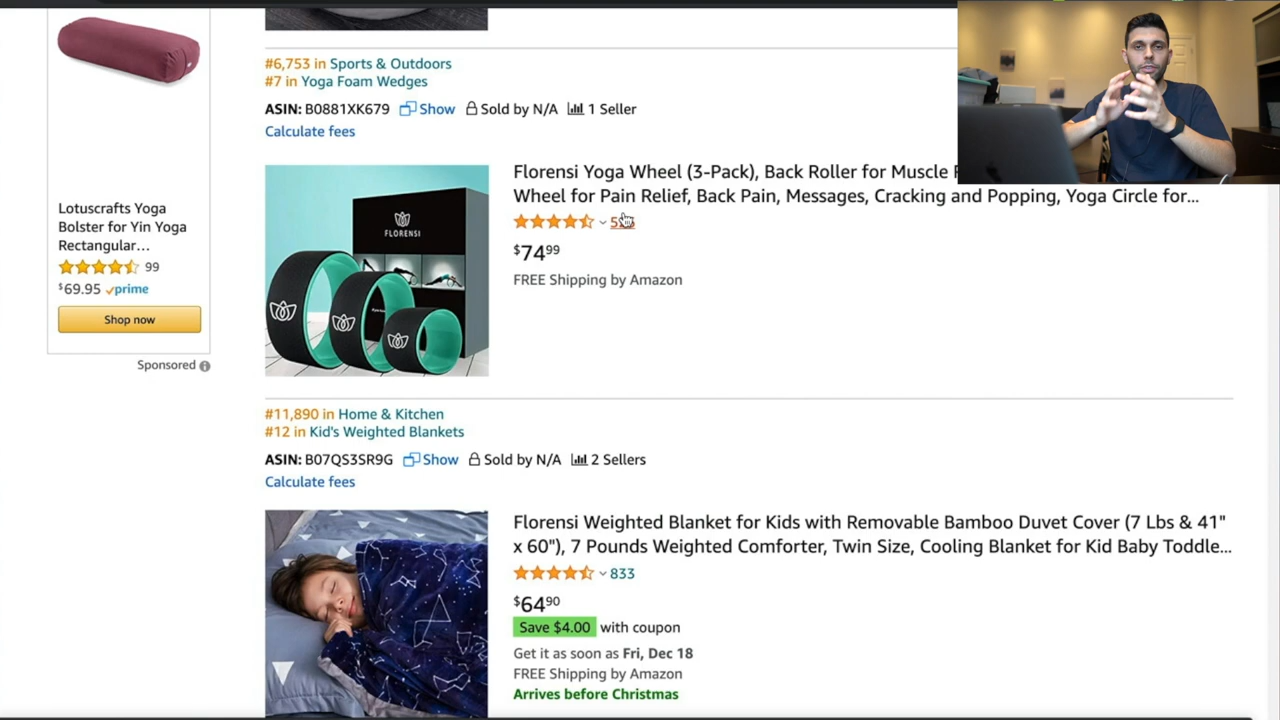 Lotuscrafts Yoga
Bolster for Yin Yoga
Rectangular...
99
$69.95 prime
Shop now
Sponsored
#6,753 in Sports & Outdoors
#7 in Yoga Foam Wedges
ASIN: B0881XK679 Show Sold by N/A 1 Seller
Calculate fees
FLORENSI
Florensi Yoga Wheel (3-Pack), Back Roller for Muscle
Wheel for Pain Relief, Back Pain, Messages, Cracking and Popping, Yoga Circle for...
$74.99
FREE Shipping by Amazon
#11,890 in Home & Kitchen
#12 in Kid's Weighted Blankets
ASIN: B07QS3SR9G Show Sold by N/A 2 Sellers
Calculate fees
Florensi Weighted Blanket for Kids with Removable Bamboo Duvet Cover (7 Lbs & 41"
x 60"), 7 Pounds Weighted Comforter, Twin Size, Cooling Blanket for Kid Baby Toddle...
833
$64.90
Save $4.00 with coupon
Get it as soon as Fri, Dec 18
FREE Shipping by Amazon
Arrives before Christmas